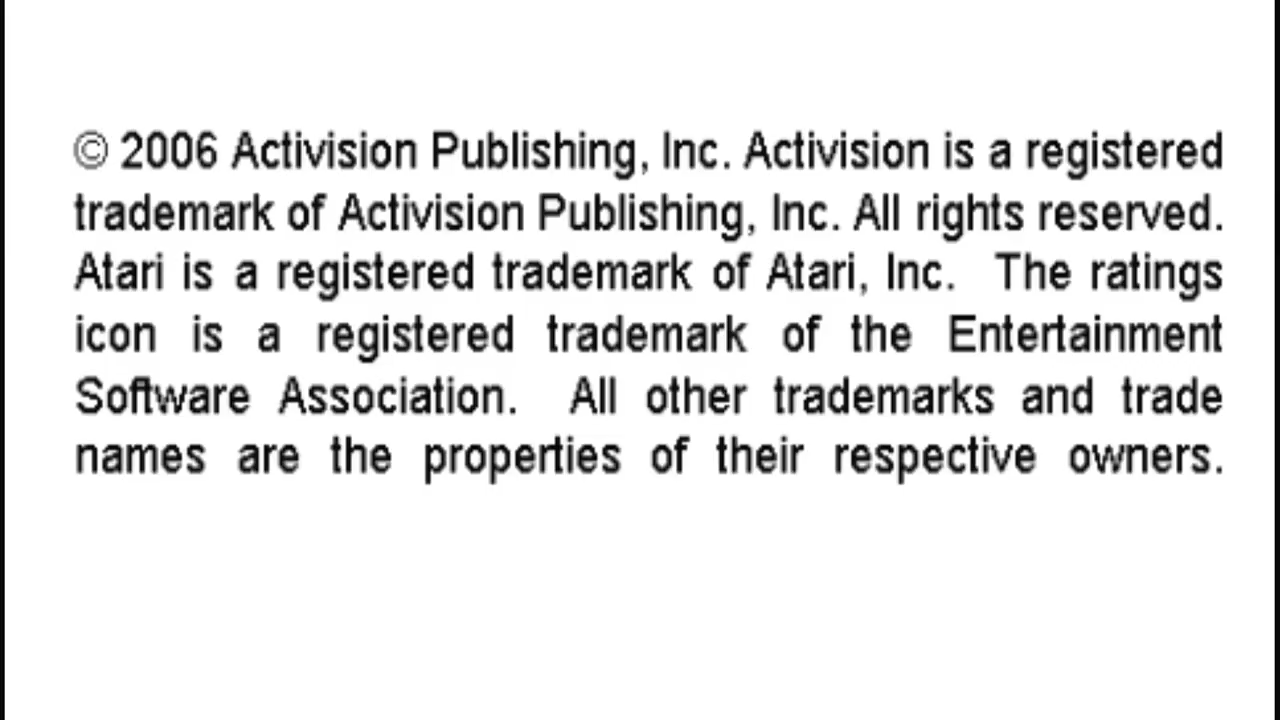 © 2006 Activision Publishing, Inc. Activision is a registered
trademark of Activision Publishing, Inc. All rights reserved.
Atari is a registered trademark of Atari, Inc.  The ratings
icon is a registered trademark of the Entertainment
Software Association.  All other trademarks and trade
names are the properties of their respective owners.